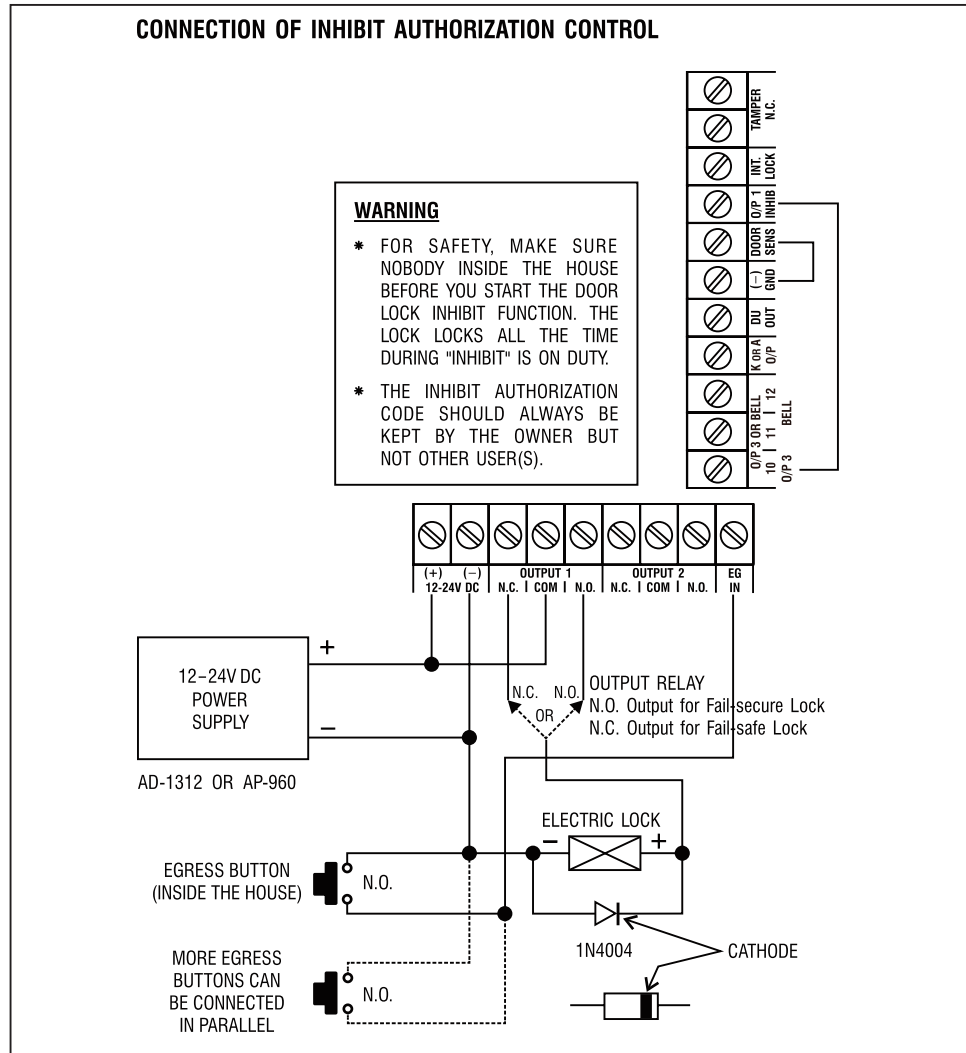 CONNECTION OF INHIBIT AUTHORIZATION CONTROL
TAMPER
N.C.
INT.
LOCK
O/P 1
INHIB
DOOR
SENS
(–)
GND
DU
OUT
K OR A
O/P
O/P 3 OR BELL
10 | 11 | 12
O/P 3
BELL
WARNING
* FOR SAFETY, MAKE SURE
NOBODY INSIDE THE HOUSE
BEFORE YOU START THE DOOR
LOCK INHIBIT FUNCTION. THE
LOCK LOCKS ALL THE TIME
DURING "INHIBIT" IS ON DUTY.
* THE INHIBIT AUTHORIZATION
CODE SHOULD ALWAYS BE
KEPT BY THE OWNER BUT
NOT OTHER USER(S).
(+) (–) OUTPUT 1 OUTPUT 2 EG
12-24V DC N.C. | COM | N.O. N.C. | COM | N.O. IN
12–24V DC
POWER
SUPPLY
+
–
AD-1312 OR AP-960
N.C. N.O.
OR
OUTPUT RELAY
N.O. Output for Fail-secure Lock
N.C. Output for Fail-safe Lock
ELECTRIC LOCK
– +
EGRESS BUTTON
(INSIDE THE HOUSE)
N.O.
1N4004
CATHODE
MORE EGRESS
BUTTONS CAN
BE CONNECTED
IN PARALLEL
N.O.